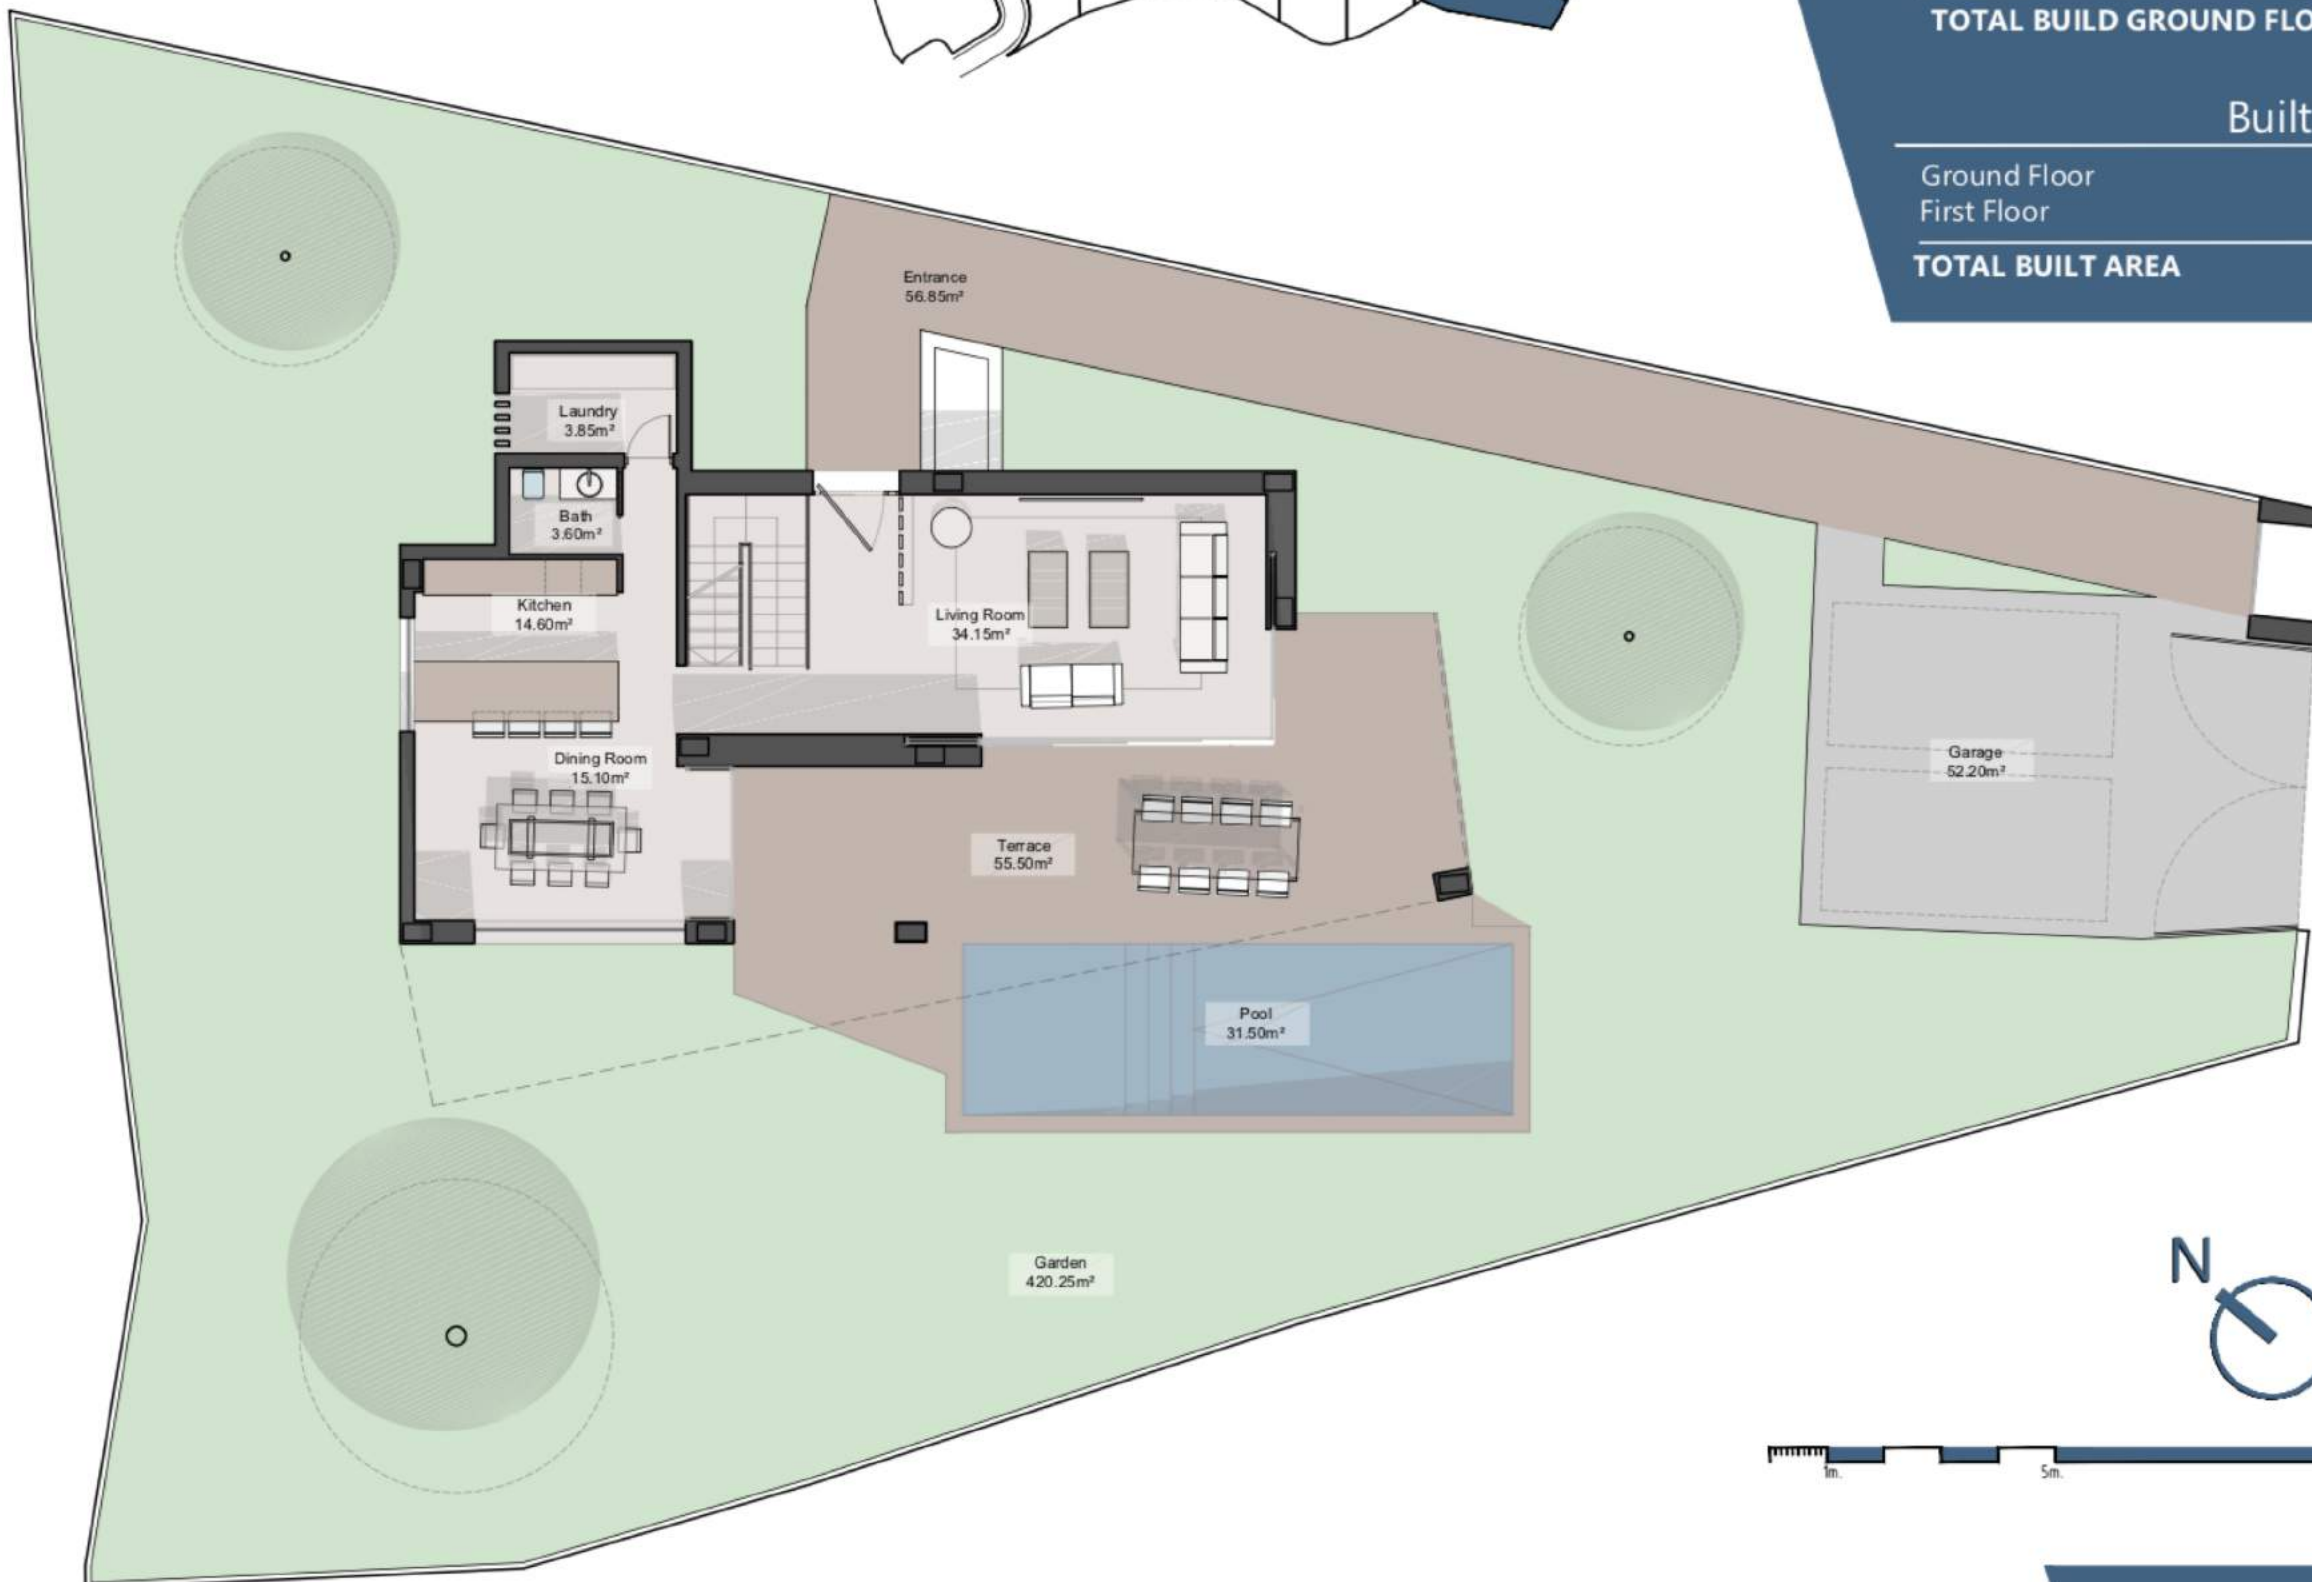 TOTAL BUILD GROUND FLO
Built
Ground Floor
First Floor
TOTAL BUILT AREA
Entrance
56.85m²
Laundry
3.85m²
Bath
3.60m²
Kitchen
14.60m²
Living Room
34.15m²
Dining Room
15.10m²
Garage
52.20m²
Terrace
55.50m²
Pool
31.50m²
Garden
420.25m²
N
1m.
5m.